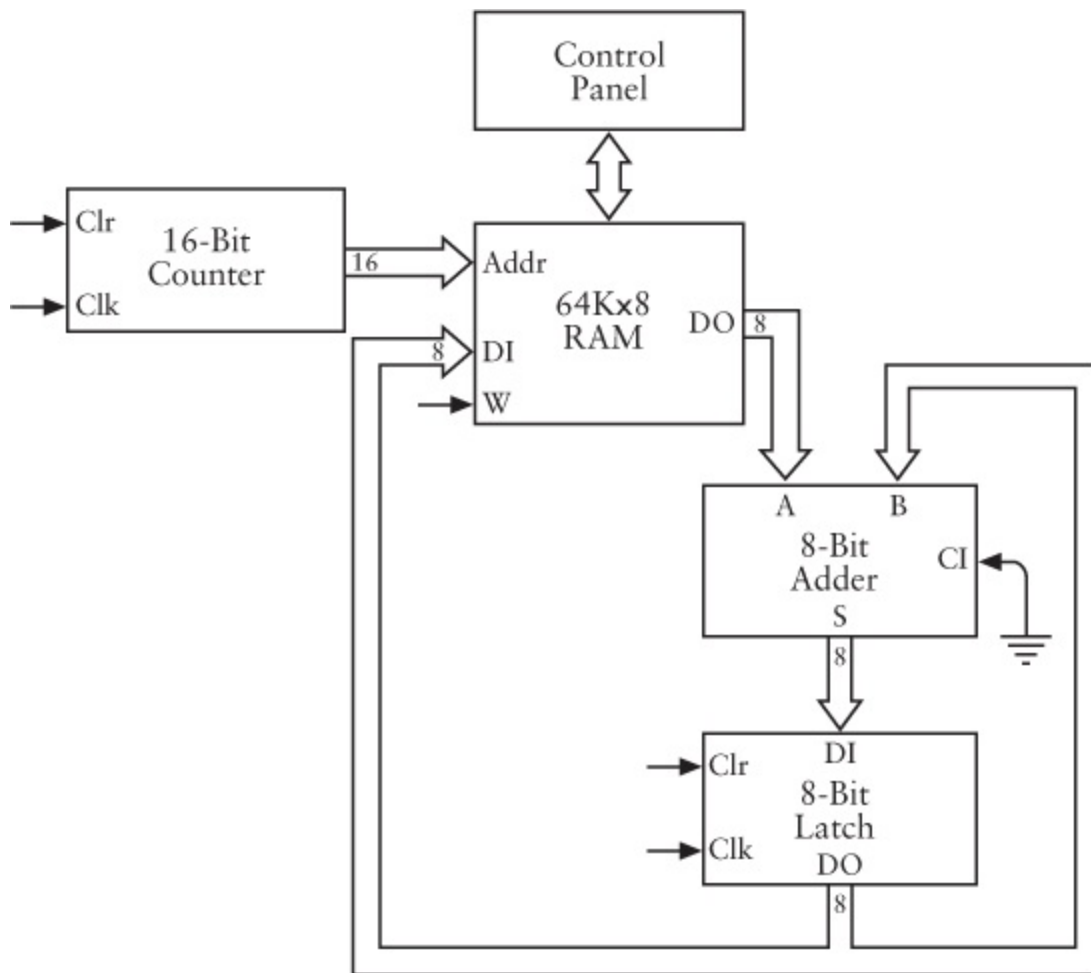 Control
Panel
Clr
16-Bit
Counter
Clk
16
Addr
64Kx8
RAM
DO
8
8
DI
W
A
B
8-Bit
Adder
CI
S
8
DI
Clr
8-Bit
Latch
Clk
DO
8